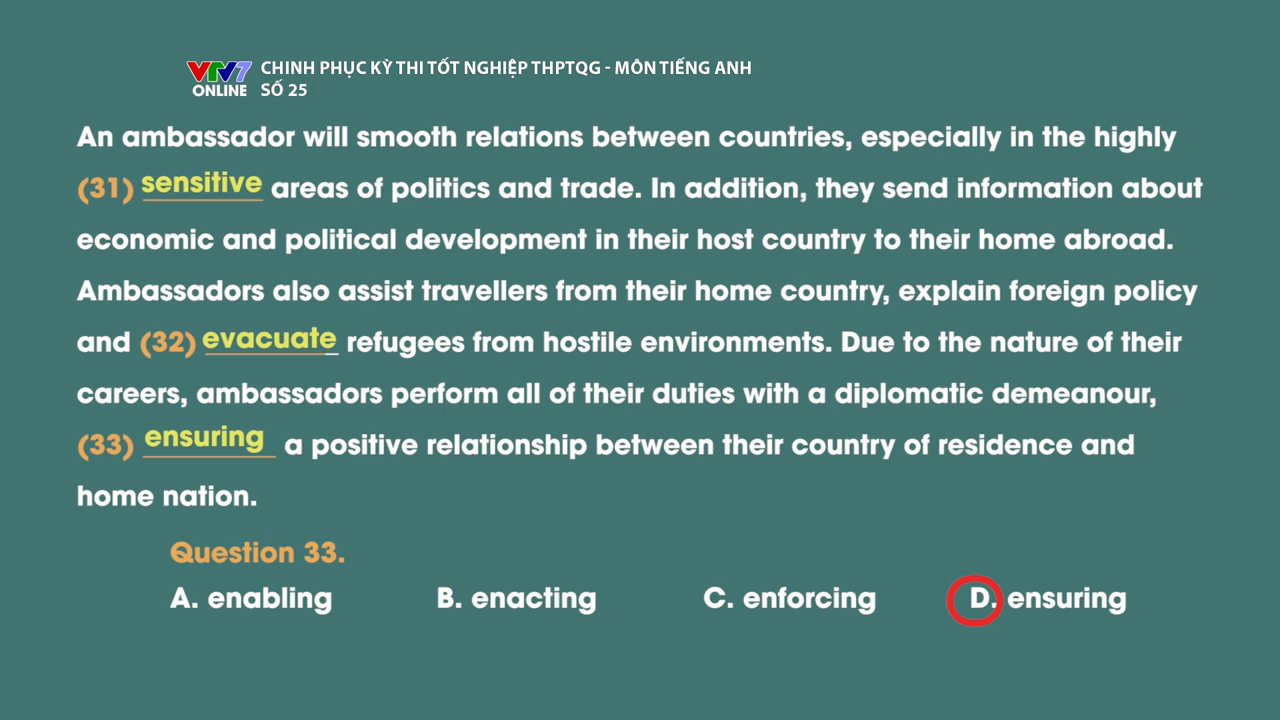 VTV7 ONLINE
CHINH PHỤC KỲ THI TỐT NGHIỆP THPTQG - MÔN TIẾNG ANH
SỐ 25
An ambassador will smooth relations between countries, especially in the highly
(31) sensitive areas of politics and trade. In addition, they send information about
economic and political development in their host country to their home abroad.
Ambassadors also assist travellers from their home country, explain foreign policy
and (32) evacuate refugees from hostile environments. Due to the nature of their
careers, ambassadors perform all of their duties with a diplomatic demeanour,
(33) ensuring a positive relationship between their country of residence and
home nation.
Question 33.
A. enabling B. enacting C. enforcing D. ensuring